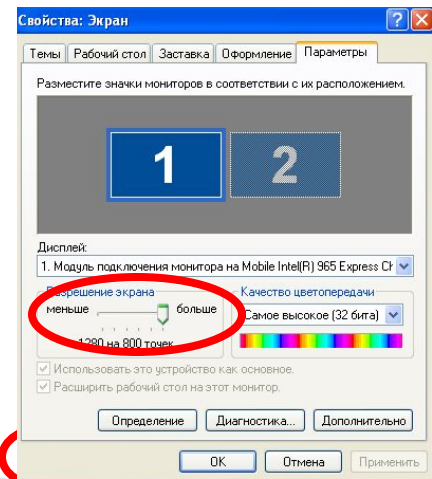 Свойства: Экран
Темы Рабочий стол Заставка Оформление Параметры
Разместите значки мониторов в соответствии с их расположением.
1 2
Дисплей:
1. Модуль подключения монитора на Mobile Intel(R) 965 Express Ch
Разрешение экрана Качество цветопередачи
меньше больше Самое высокое (32 бита)
1280 на 800 точек
Использовать это устройство как основное.
Расширить рабочий стол на этот монитор.
Определение Диагностика... Дополнительно
OK Отмена Применить